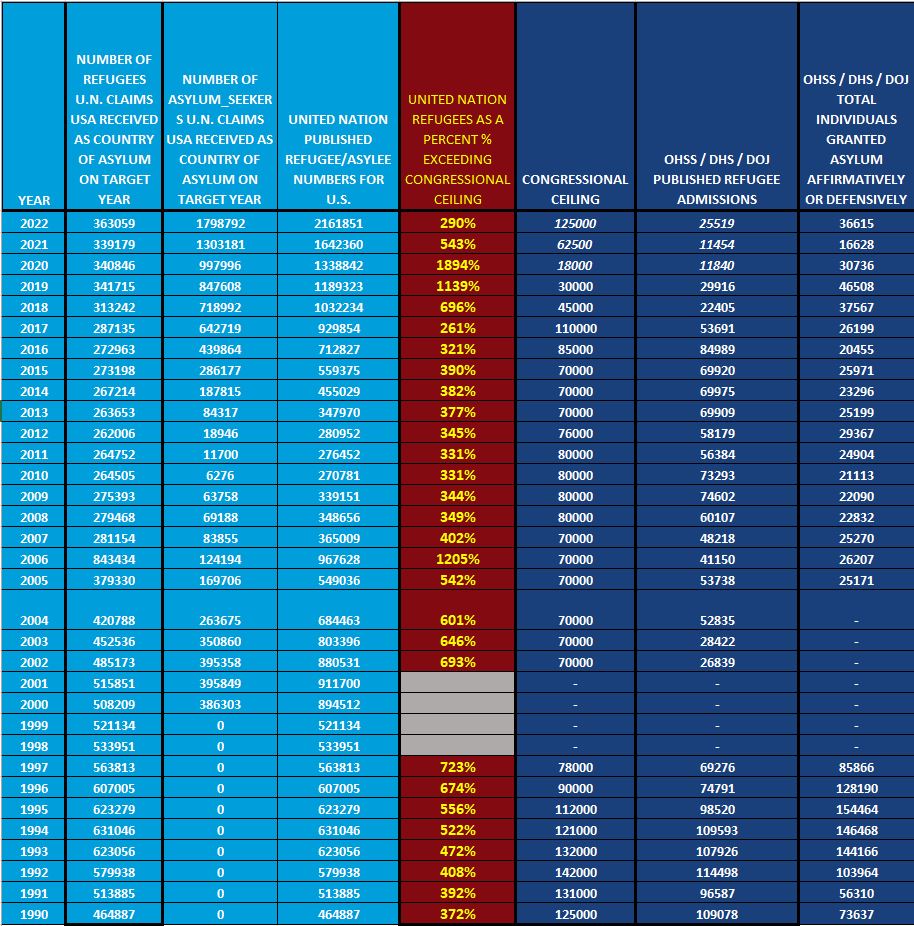 YEAR
NUMBER OF
REFUGEES
U.N. CLAIMS
USA RECEIVED
AS COUNTRY
OF ASYLUM
ON TARGET
YEAR
NUMBER OF
ASYLUM_SEEKER
S U.N. CLAIMS
USA RECEIVED AS
COUNTRY OF
ASYLUM ON
TARGET YEAR
UNITED NATION
PUBLISHED
REFUGEE/ASYLEE
NUMBERS FOR
U.S.
UNITED NATION
REFUGEES AS A
PERCENT %
EXCEEDING
CONGRESSIONAL
CEILING
CONGRESSIONAL
CEILING
OHSS / DHS / DOJ
PUBLISHED REFUGEE
ADMISSIONS
OHSS / DHS / DOJ
TOTAL
INDIVIDUALS
GRANTED
ASYLUM
AFFIRMATIVELY
OR DEFENSIVELY
2022 363059 1798792 2161851 290% 125000 25519 36615
2021 339179 1303181 1642360 543% 62500 11454 16628
2020 340846 997996 1338842 1894% 18000 11840 30736
2019 341715 847608 1189323 1139% 30000 29916 46508
2018 313242 718992 1032234 696% 45000 22405 37567
2017 287135 642719 929854 261% 110000 53691 26199
2016 272963 439864 712827 321% 85000 84989 20455
2015 273198 286177 559375 390% 70000 69920 25971
2014 267214 187815 455029 382% 70000 69975 23296
2013 263653 84317 347970 377% 70000 69909 25199
2012 262006 18946 280952 345% 76000 58179 29367
2011 264752 11700 276452 331% 80000 56384 24904
2010 264505 6276 270781 331% 80000 73293 21113
2009 275393 63758 339151 344% 80000 74602 22090
2008 279468 69188 348656 349% 80000 60107 22832
2007 281154 83855 365009 402% 70000 48218 25270
2006 843434 124194 967628 1205% 70000 41150 26207
2005 379330 169706 549036 542% 70000 53738 25171
2004 420788 263675 684463 601% 70000 52835 -
2003 452536 350860 803396 646% 70000 28422 -
2002 485173 395358 880531 693% 70000 26839 -
2001 515851 395849 911700 - - -
2000 508209 386303 894512 - - -
1999 521134 0 521134 - - -
1998 533951 0 533951 - - -
1997 563813 0 563813 723% 78000 69276 85866
1996 607005 0 607005 674% 90000 74791 128190
1995 623279 0 623279 556% 112000 98520 154464
1994 631046 0 631046 522% 121000 109593 146468
1993 623056 0 623056 472% 132000 107926 144166
1992 579938 0 579938 408% 142000 114498 103964
1991 513885 0 513885 392% 131000 96587 56310
1990 464887 0 464887 372% 125000 109078 73637